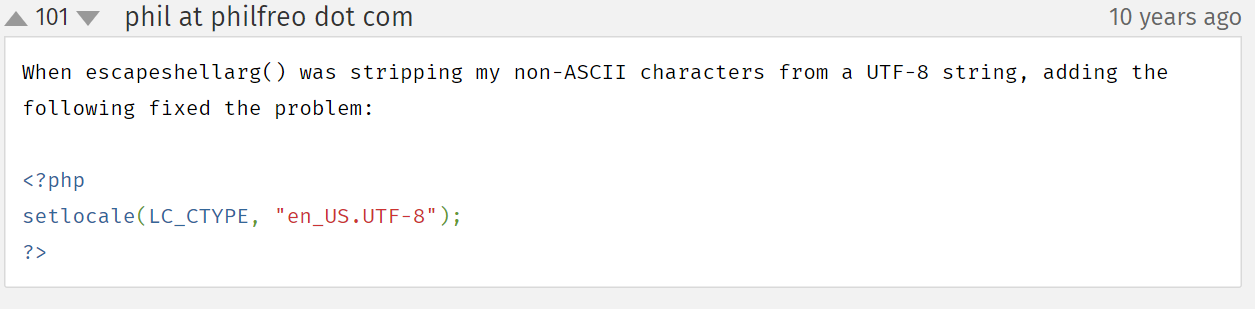 101 phil at philfreo dot com 10 years ago
When escapeshellarg() was stripping my non-ASCII characters from a UTF-8 string, adding the
following fixed the problem:
<?php
setlocale(LC_CTYPE, "en_US.UTF-8");
?>